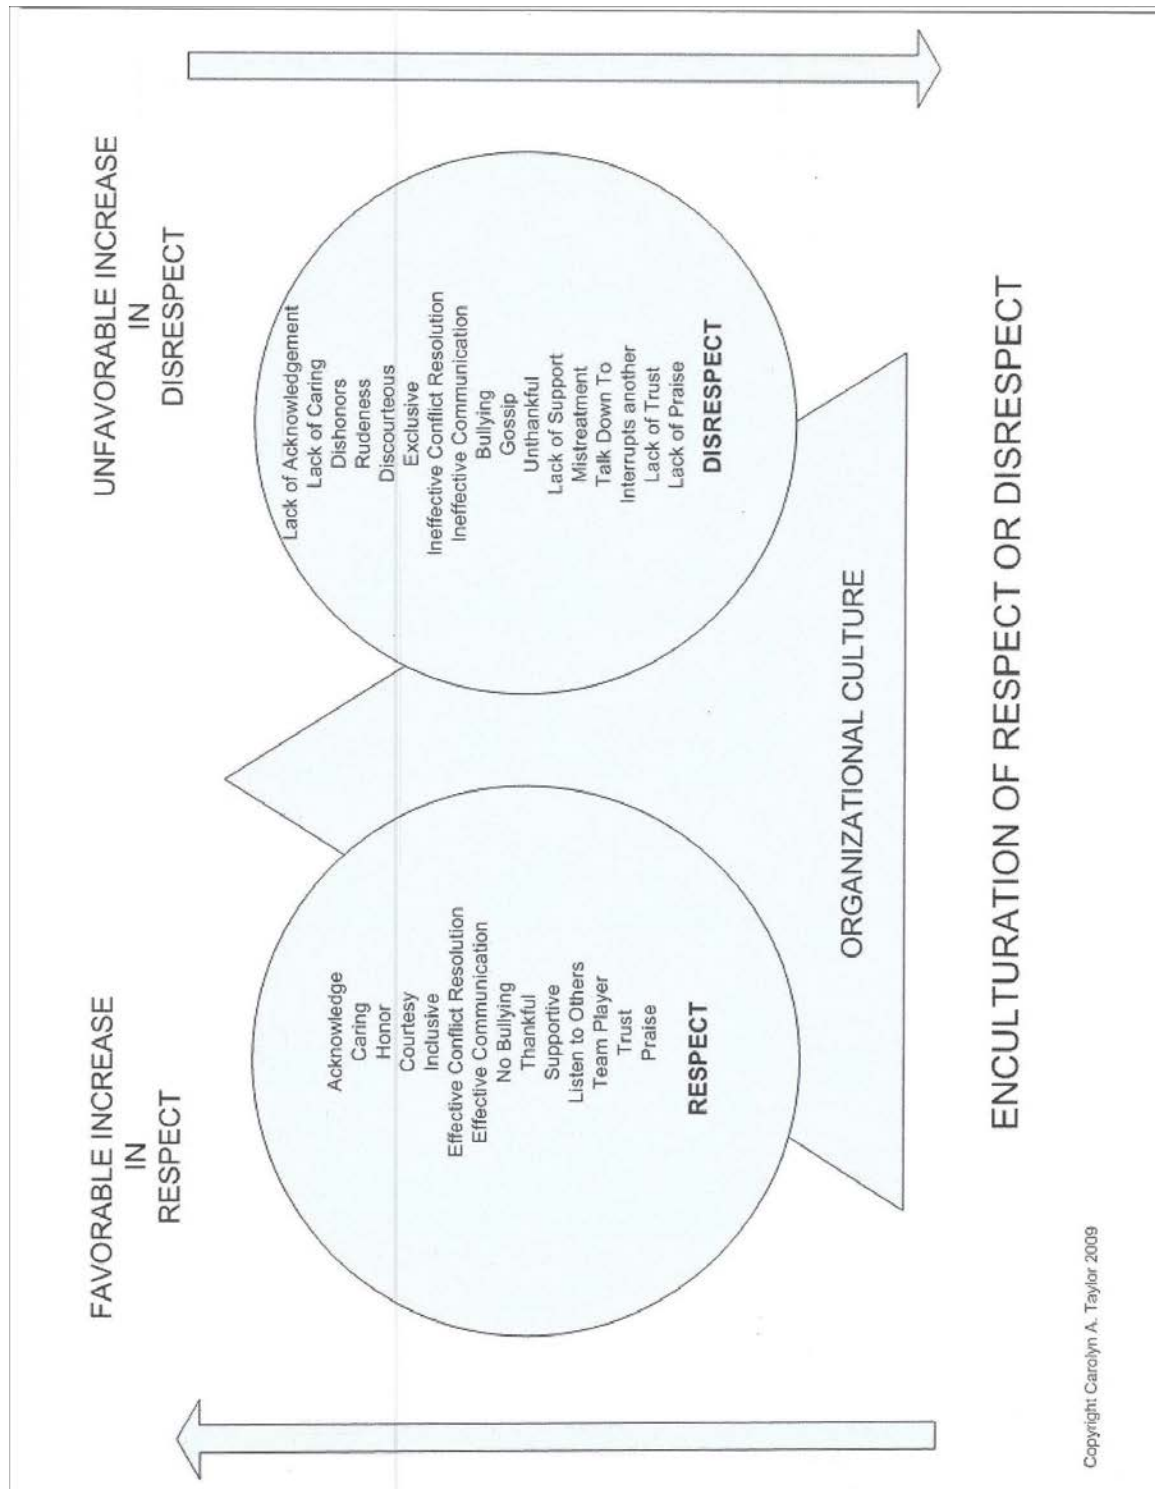 FAVORABLE INCREASE
IN
RESPECT
UNFAVORABLE INCREASE
IN
DISRESPECT
Acknowledge
Caring
Honor
Courtesy
Inclusive
Effective Conflict Resolution
Effective Communication
No Bullying
Thankful
Supportive
Listen to Others
Team Player
Trust
Praise
RESPECT
Lack of Acknowledgement
Lack of Caring
Dishonors
Rudeness
Discourteous
Exclusive
Ineffective Conflict Resolution
Ineffective Communication
Bullying
Gossip
Unthankful
Lack of Support
Mistreatment
Talk Down To
Interrupts another
Lack of Trust
Lack of Praise
DISRESPECT
ORGANIZATIONAL CULTURE
ENCULTURATION OF RESPECT OR DISRESPECT
Copyright Carolyn A. Taylor 2009